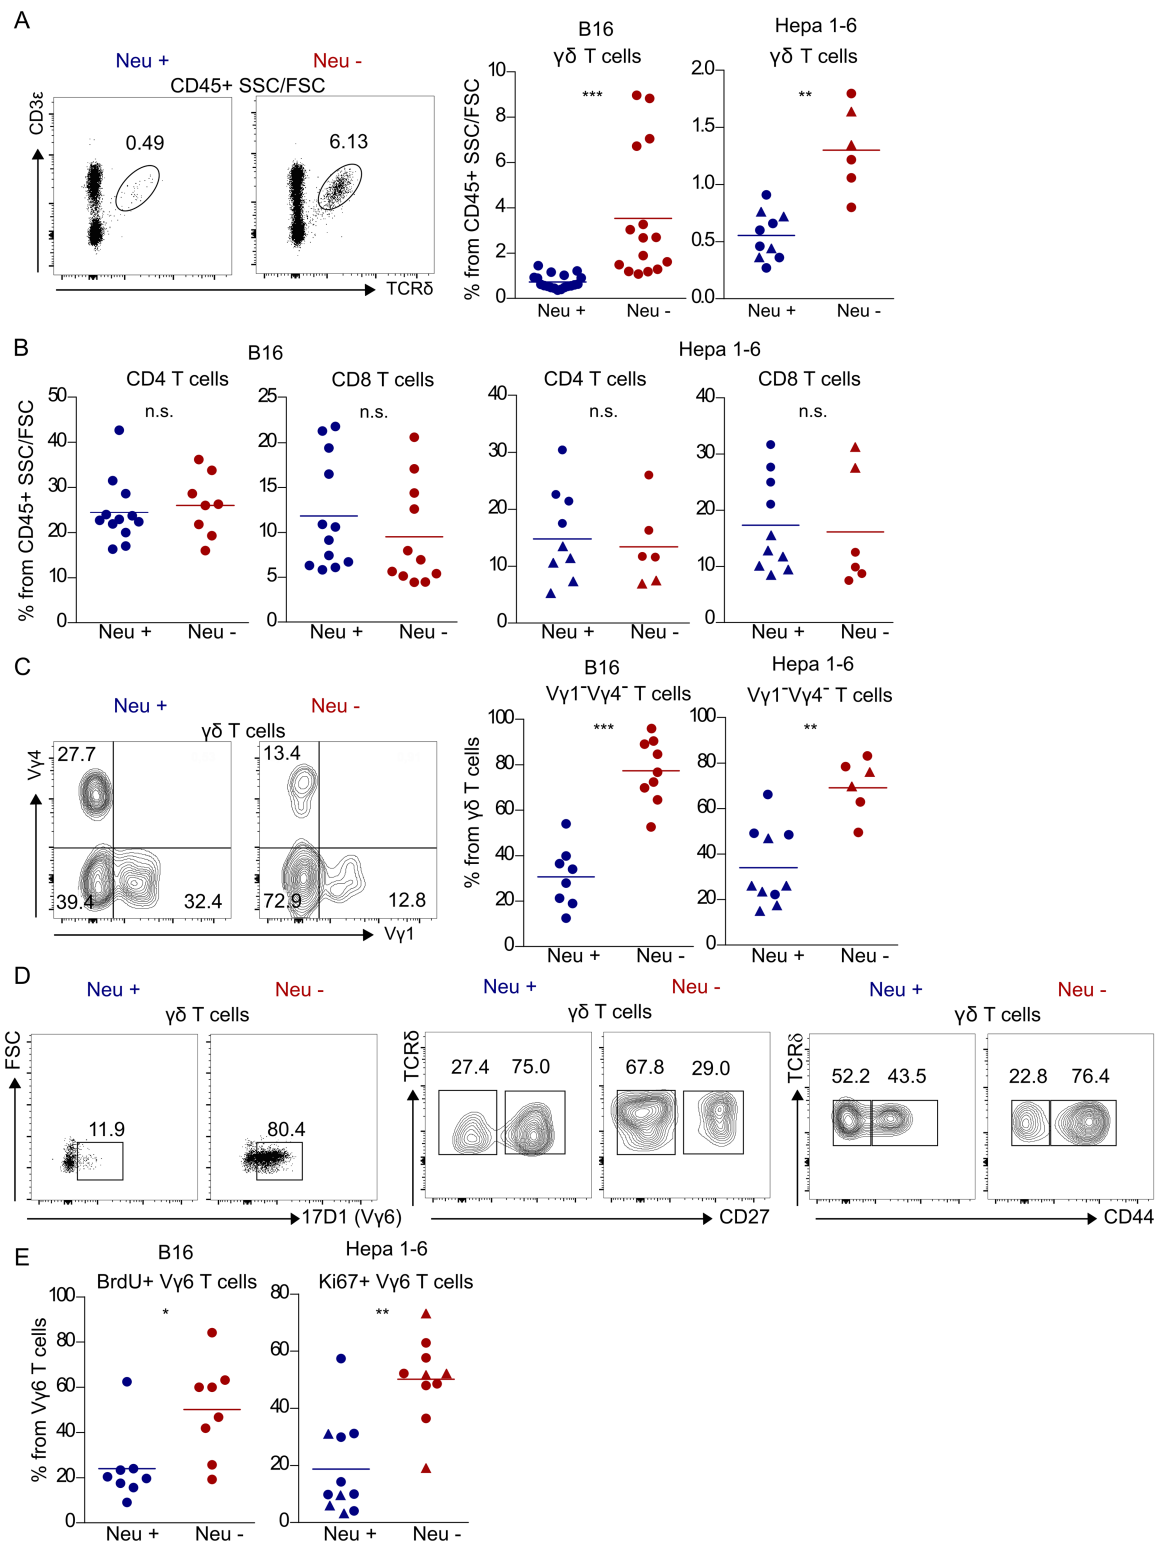 A
Neu +
Neu -
CD45+ SSC/FSC
CD3ε
0.49
6.13
TCRδ
B16
γδ T cells
Hepa 1-6
γδ T cells
% from CD45+ SSC/FSC
10
8
6
4
2
0
***
Neu +
Neu -
2.0
1.5
1.0
0.5
0.0
**
Neu +
Neu -
B
B16
Hepa 1-6
CD4 T cells
CD8 T cells
CD4 T cells
CD8 T cells
% from CD45+ SSC/FSC
50
40
30
20
10
0
n.s.
Neu +
Neu -
25
20
15
10
5
0
n.s.
Neu +
Neu -
40
30
20
10
0
n.s.
Neu +
Neu -
40
30
20
10
0
n.s.
Neu +
Neu -
C
Neu +
Neu -
γδ T cells
Vγ4
27.7
39.4
32.4
13.4
72.9
12.8
Vγ1
B16
Vγ1⁻Vγ4⁻ T cells
Hepa 1-6
Vγ1⁻Vγ4⁻ T cells
% from γδ T cells
100
80
60
40
20
0
***
Neu +
Neu -
100
80
60
40
20
0
**
Neu +
Neu -
D
Neu +
Neu -
γδ T cells
FSC
11.9
80.4
17D1 (Vγ6)
Neu +
Neu -
γδ T cells
TCRδ
27.4
75.0
67.8
29.0
CD27
Neu +
Neu -
γδ T cells
TCRδ
52.2
43.5
22.8
76.4
CD44
E
B16
BrdU+ Vγ6 T cells
Hepa 1-6
Ki67+ Vγ6 T cells
% from Vγ6 T cells
100
80
60
40
20
0
*
Neu +
Neu -
80
60
40
20
0
**
Neu +
Neu -